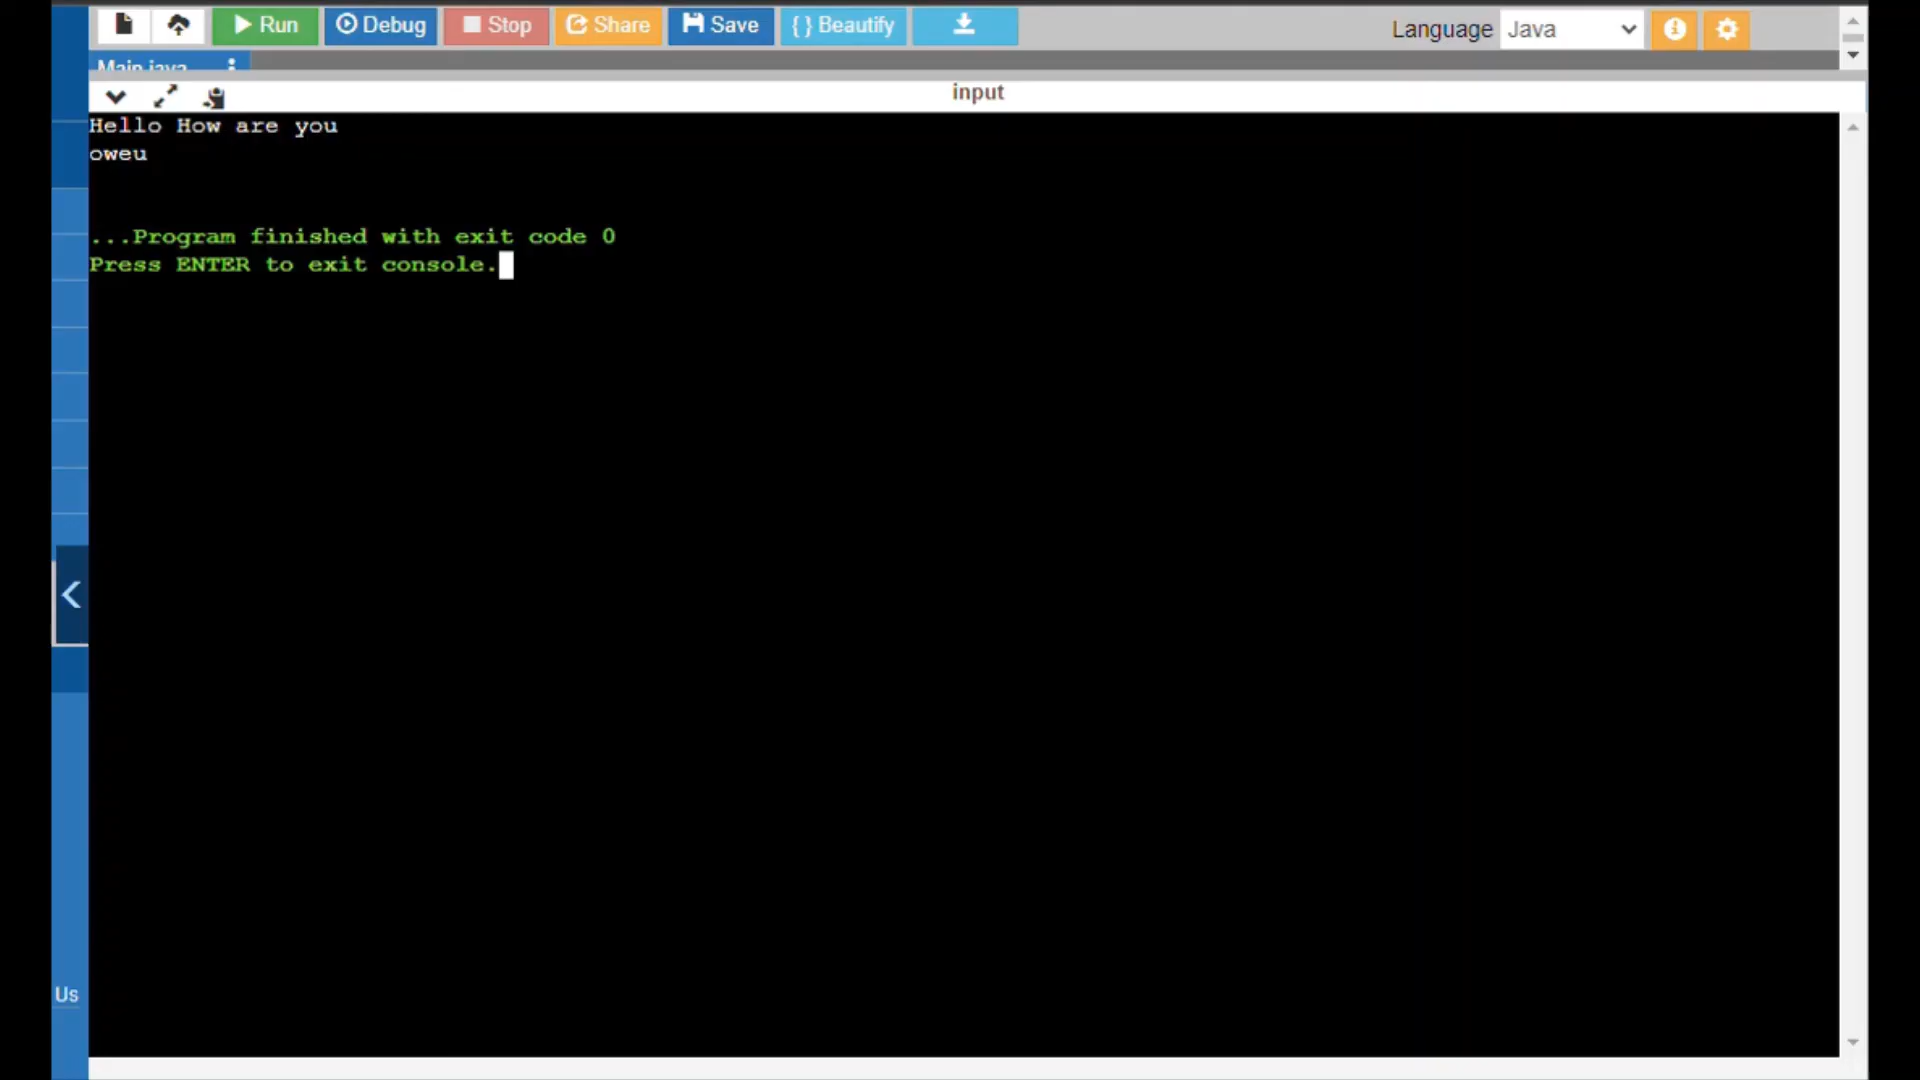 Run Debug Stop Share Save { } Beautify Language Java
Main.java
input
Hello How are you
oweu
...Program finished with exit code 0
Press ENTER to exit console.
Us